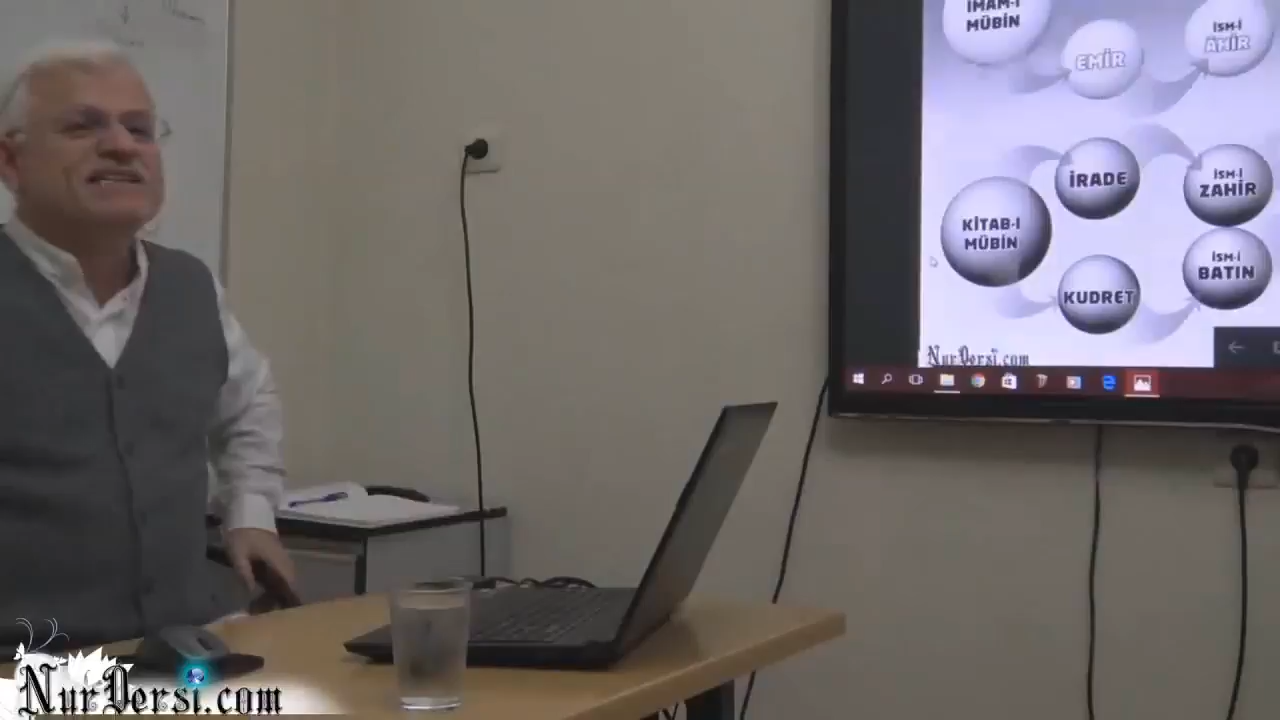 İMAM-I
MÜBİN
EMİR
İSM-İ
AHİR
İRADE
İSM-İ
ZAHİR
KİTAB-I
MÜBİN
İSM-İ
BATIN
KUDRET
NurDersi.com
NurDersi.com